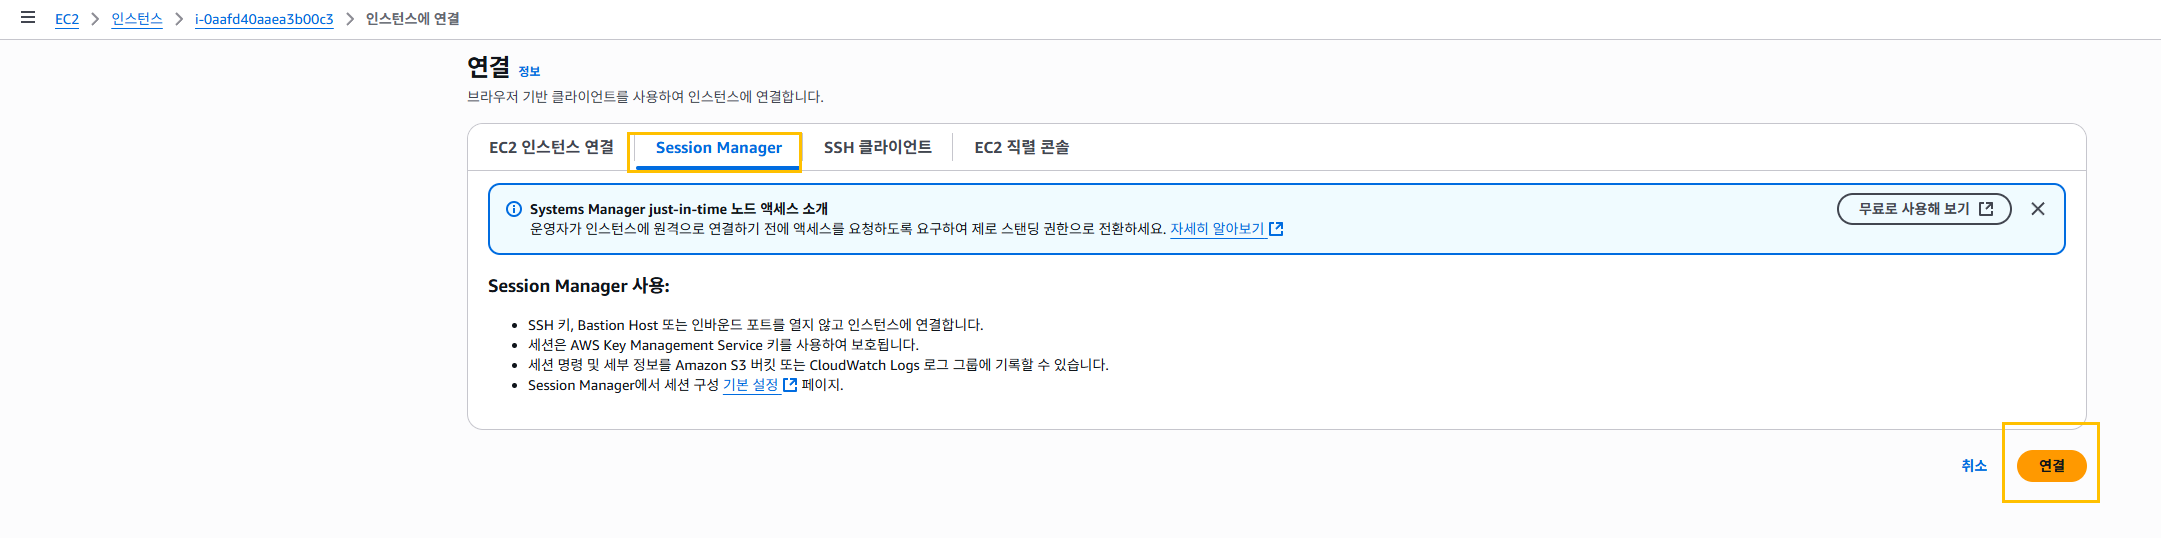 EC2 > 인스턴스 > i-0aafd40aaea3b00c3 > 인스턴스에 연결
연결 정보
브라우저 기반 클라이언트를 사용하여 인스턴스에 연결합니다.
EC2 인스턴스 연결 Session Manager SSH 클라이언트 EC2 직렬 콘솔
Systems Manager just-in-time 노드 액세스 소개
운영자가 인스턴스에 원격으로 연결하기 전에 액세스를 요청하도록 요구하여 제로 스탠딩 권한으로 전환하세요. 자세히 알아보기
무료로 사용해 보기
Session Manager 사용:
• SSH 키, Bastion Host 또는 인바운드 포트를 열지 않고 인스턴스에 연결합니다.
• 세션은 AWS Key Management Service 키를 사용하여 보호됩니다.
• 세션 명령 및 세부 정보를 Amazon S3 버킷 또는 CloudWatch Logs 로그 그룹에 기록할 수 있습니다.
• Session Manager에서 세션 구성 기본 설정 페이지.
취소 연결